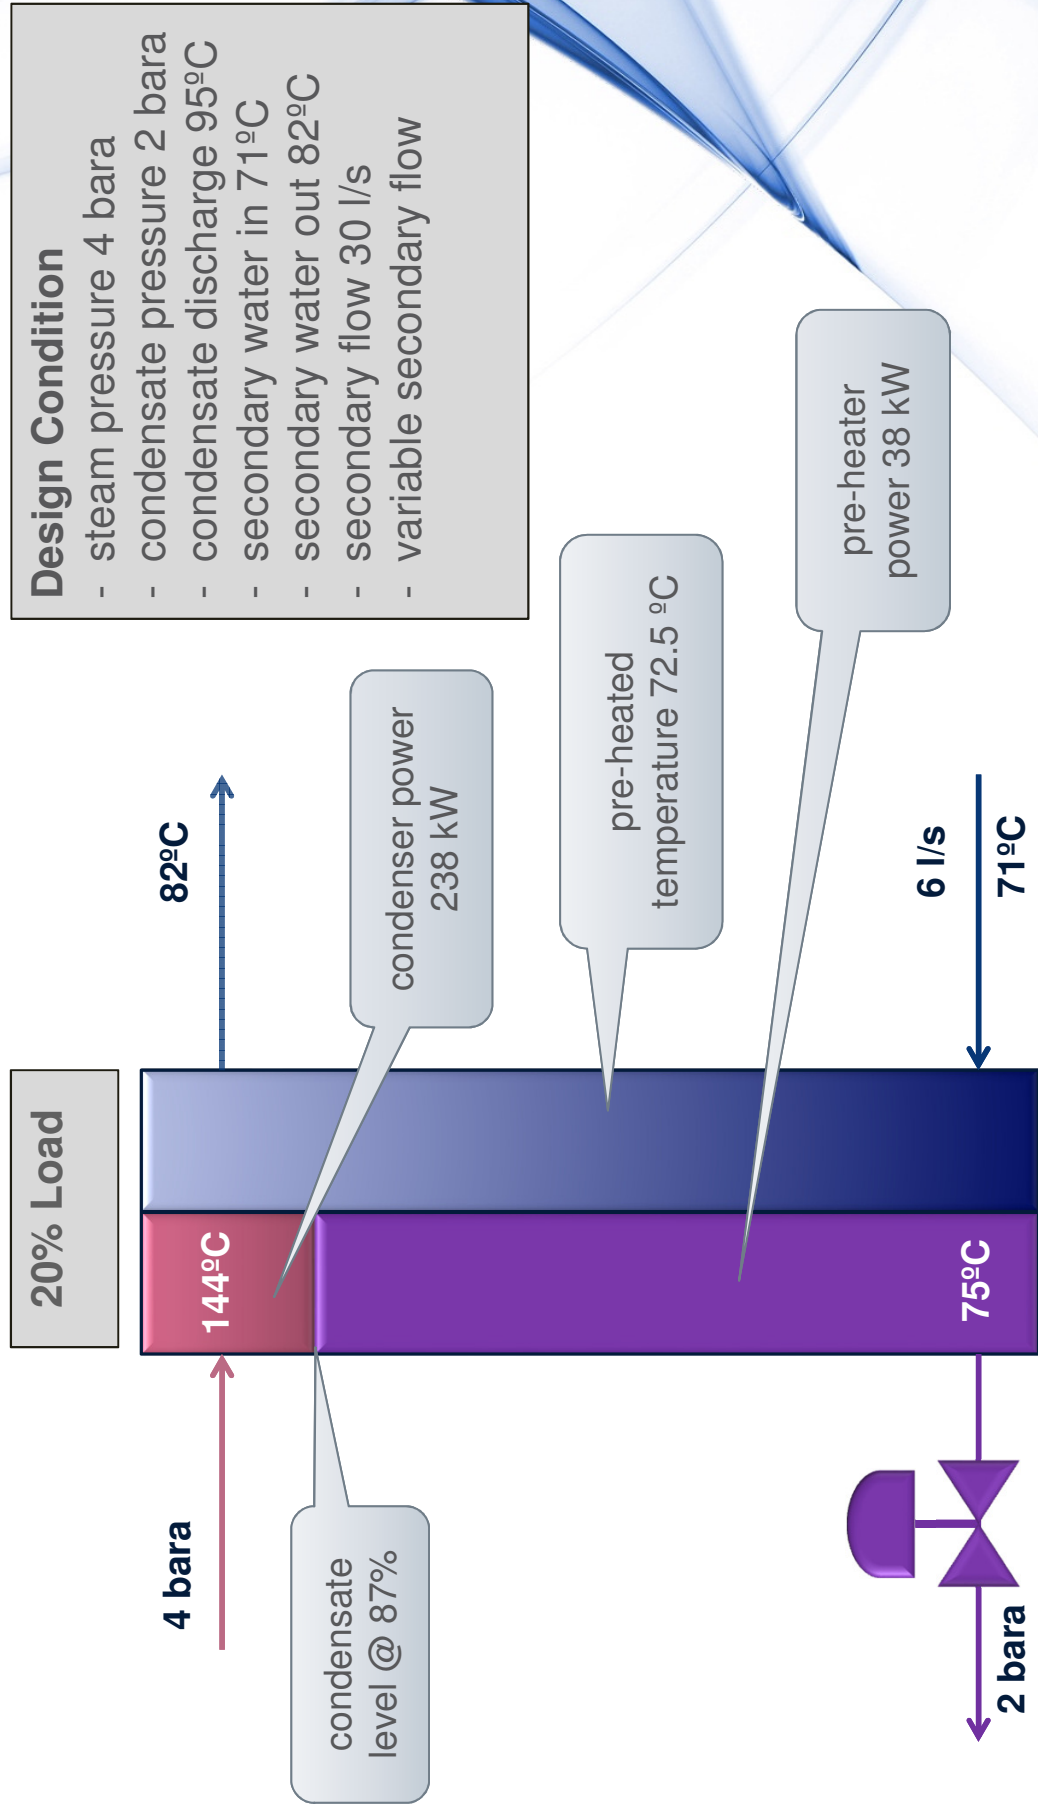 20% Load
Design Condition
- steam pressure 4 bara
- condensate pressure 2 bara
- condensate discharge 95ºC
- secondary water in 71ºC
- secondary water out 82ºC
- secondary flow 30 l/s
- variable secondary flow
4 bara
144ºC
82ºC
condensate
level @ 87%
condenser power
238 kW
pre-heated
temperature 72.5 ºC
pre-heater
power 38 kW
2 bara
75ºC
6 l/s
71ºC